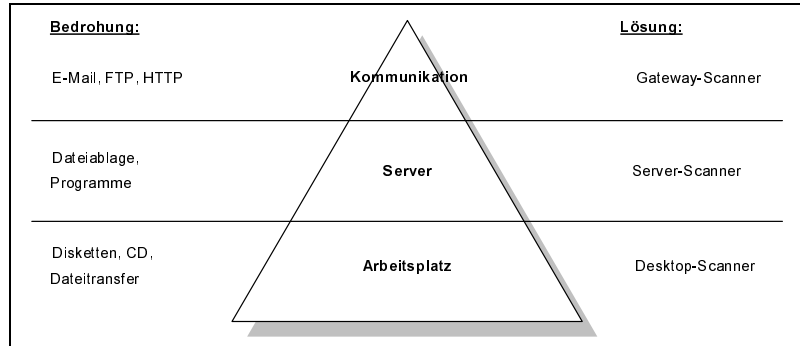 Bedrohung:
Lösung:
E-Mail, FTP, HTTP
Kommunikation
Gateway-Scanner
Dateiablage,
Programme
Server
Server-Scanner
Disketten, CD,
Dateitransfer
Arbeitsplatz
Desktop-Scanner